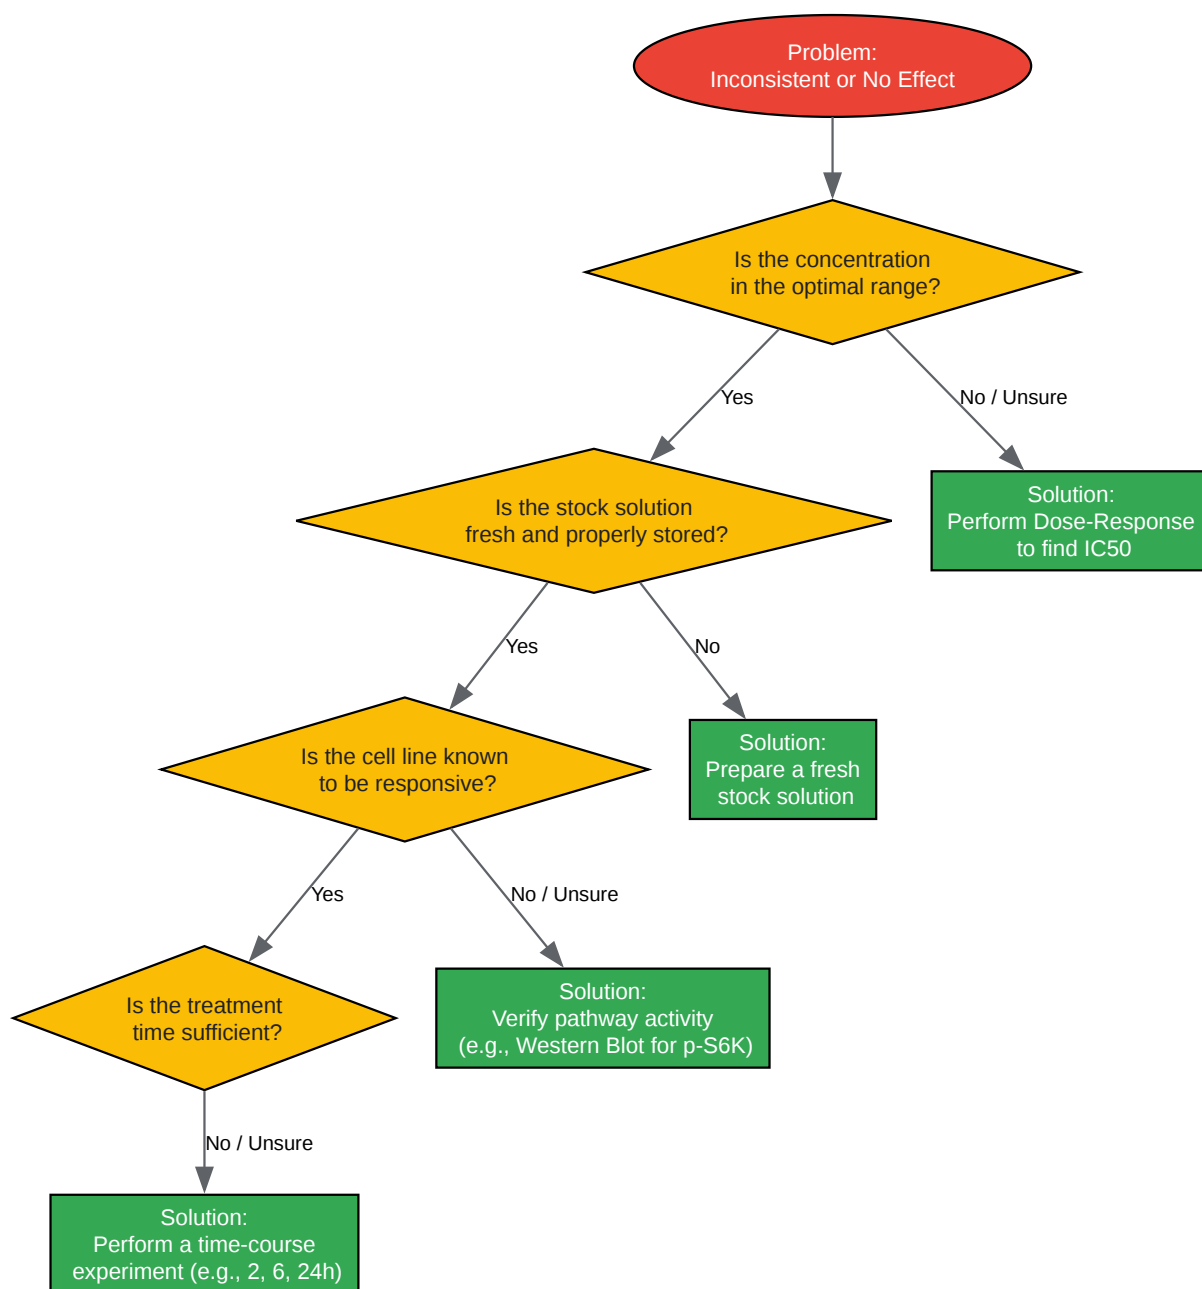 Problem:
Inconsistent or No Effect
Is the concentration
in the optimal range?
Yes
No / Unsure
Is the stock solution
fresh and properly stored?
Solution:
Perform Dose-Response
to find IC50
Yes
No
Is the cell line known
to be responsive?
Solution:
Prepare a fresh
stock solution
Yes
No / Unsure
Is the treatment
time sufficient?
Solution:
Verify pathway activity
(e.g., Western Blot for p-S6K)
No / Unsure
Solution:
Perform a time-course
experiment (e.g., 2, 6, 24h)